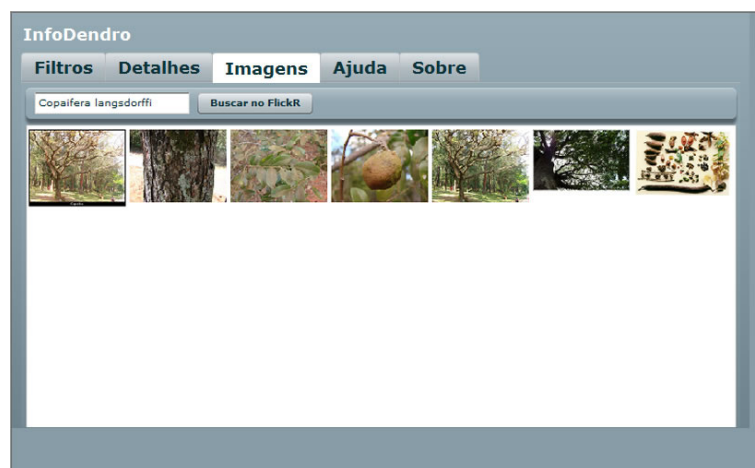 InfoDendro
Filtros Detalhes Imagens Ajuda Sobre
Copaifera langsdorffi Buscar no FlickR